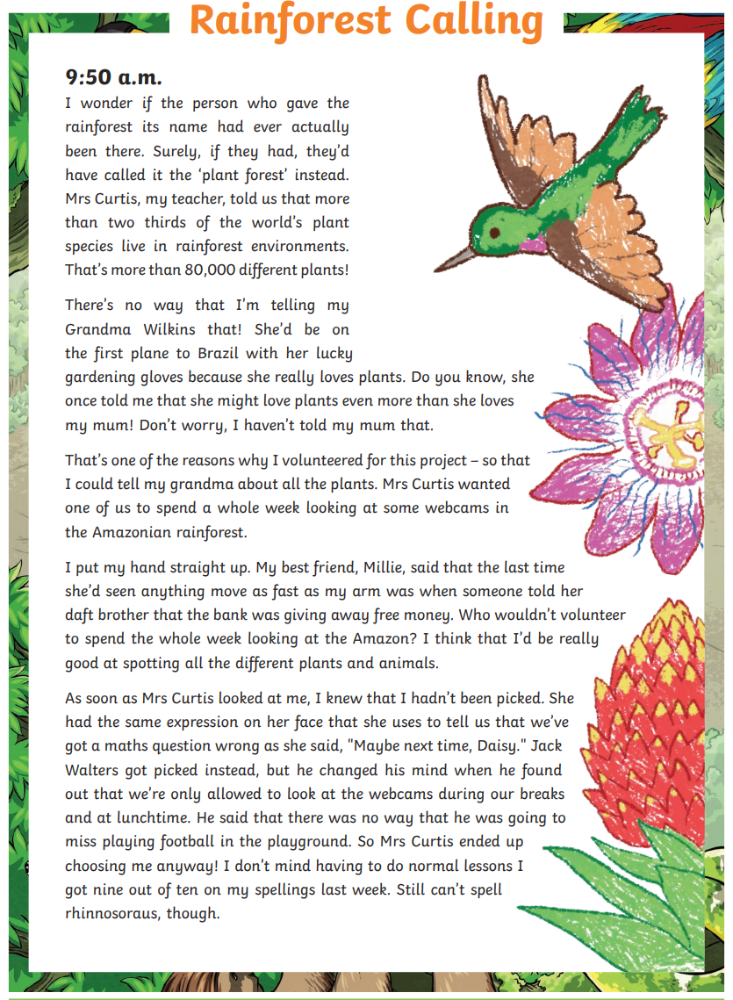 Rainforest Calling
9:50 a.m.
I wonder if the person who gave the
rainforest its name had ever actually
been there. Surely, if they had, they'd
have called it the 'plant forest' instead.
Mrs Curtis, my teacher, told us that more
than two thirds of the world's plant
species live in rainforest environments.
That's more than 80,000 different plants!
There's no way that I'm telling my
Grandma Wilkins that! She'd be on
the first plane to Brazil with her lucky
gardening gloves because she really loves plants. Do you know, she
once told me that she might love plants even more than she loves
my mum! Don't worry, I haven't told my mum that.
That's one of the reasons why I volunteered for this project – so that
I could tell my grandma about all the plants. Mrs Curtis wanted
one of us to spend a whole week looking at some webcams in
the Amazonian rainforest.
I put my hand straight up. My best friend, Millie, said that the last time
she'd seen anything move as fast as my arm was when someone told her
daft brother that the bank was giving away free money. Who wouldn't volunteer
to spend the whole week looking at the Amazon? I think that I'd be really
good at spotting all the different plants and animals.
As soon as Mrs Curtis looked at me, I knew that I hadn't been picked. She
had the same expression on her face that she uses to tell us that we've
got a maths question wrong as she said, "Maybe next time, Daisy." Jack
Walters got picked instead, but he changed his mind when he found
out that we're only allowed to look at the webcams during our breaks
and at lunchtime. He said that there was no way that he was going to
miss playing football in the playground. So Mrs Curtis ended up
choosing me anyway! I don't mind having to do normal lessons I
got nine out of ten on my spellings last week. Still can't spell
rhinnosoraus, though.